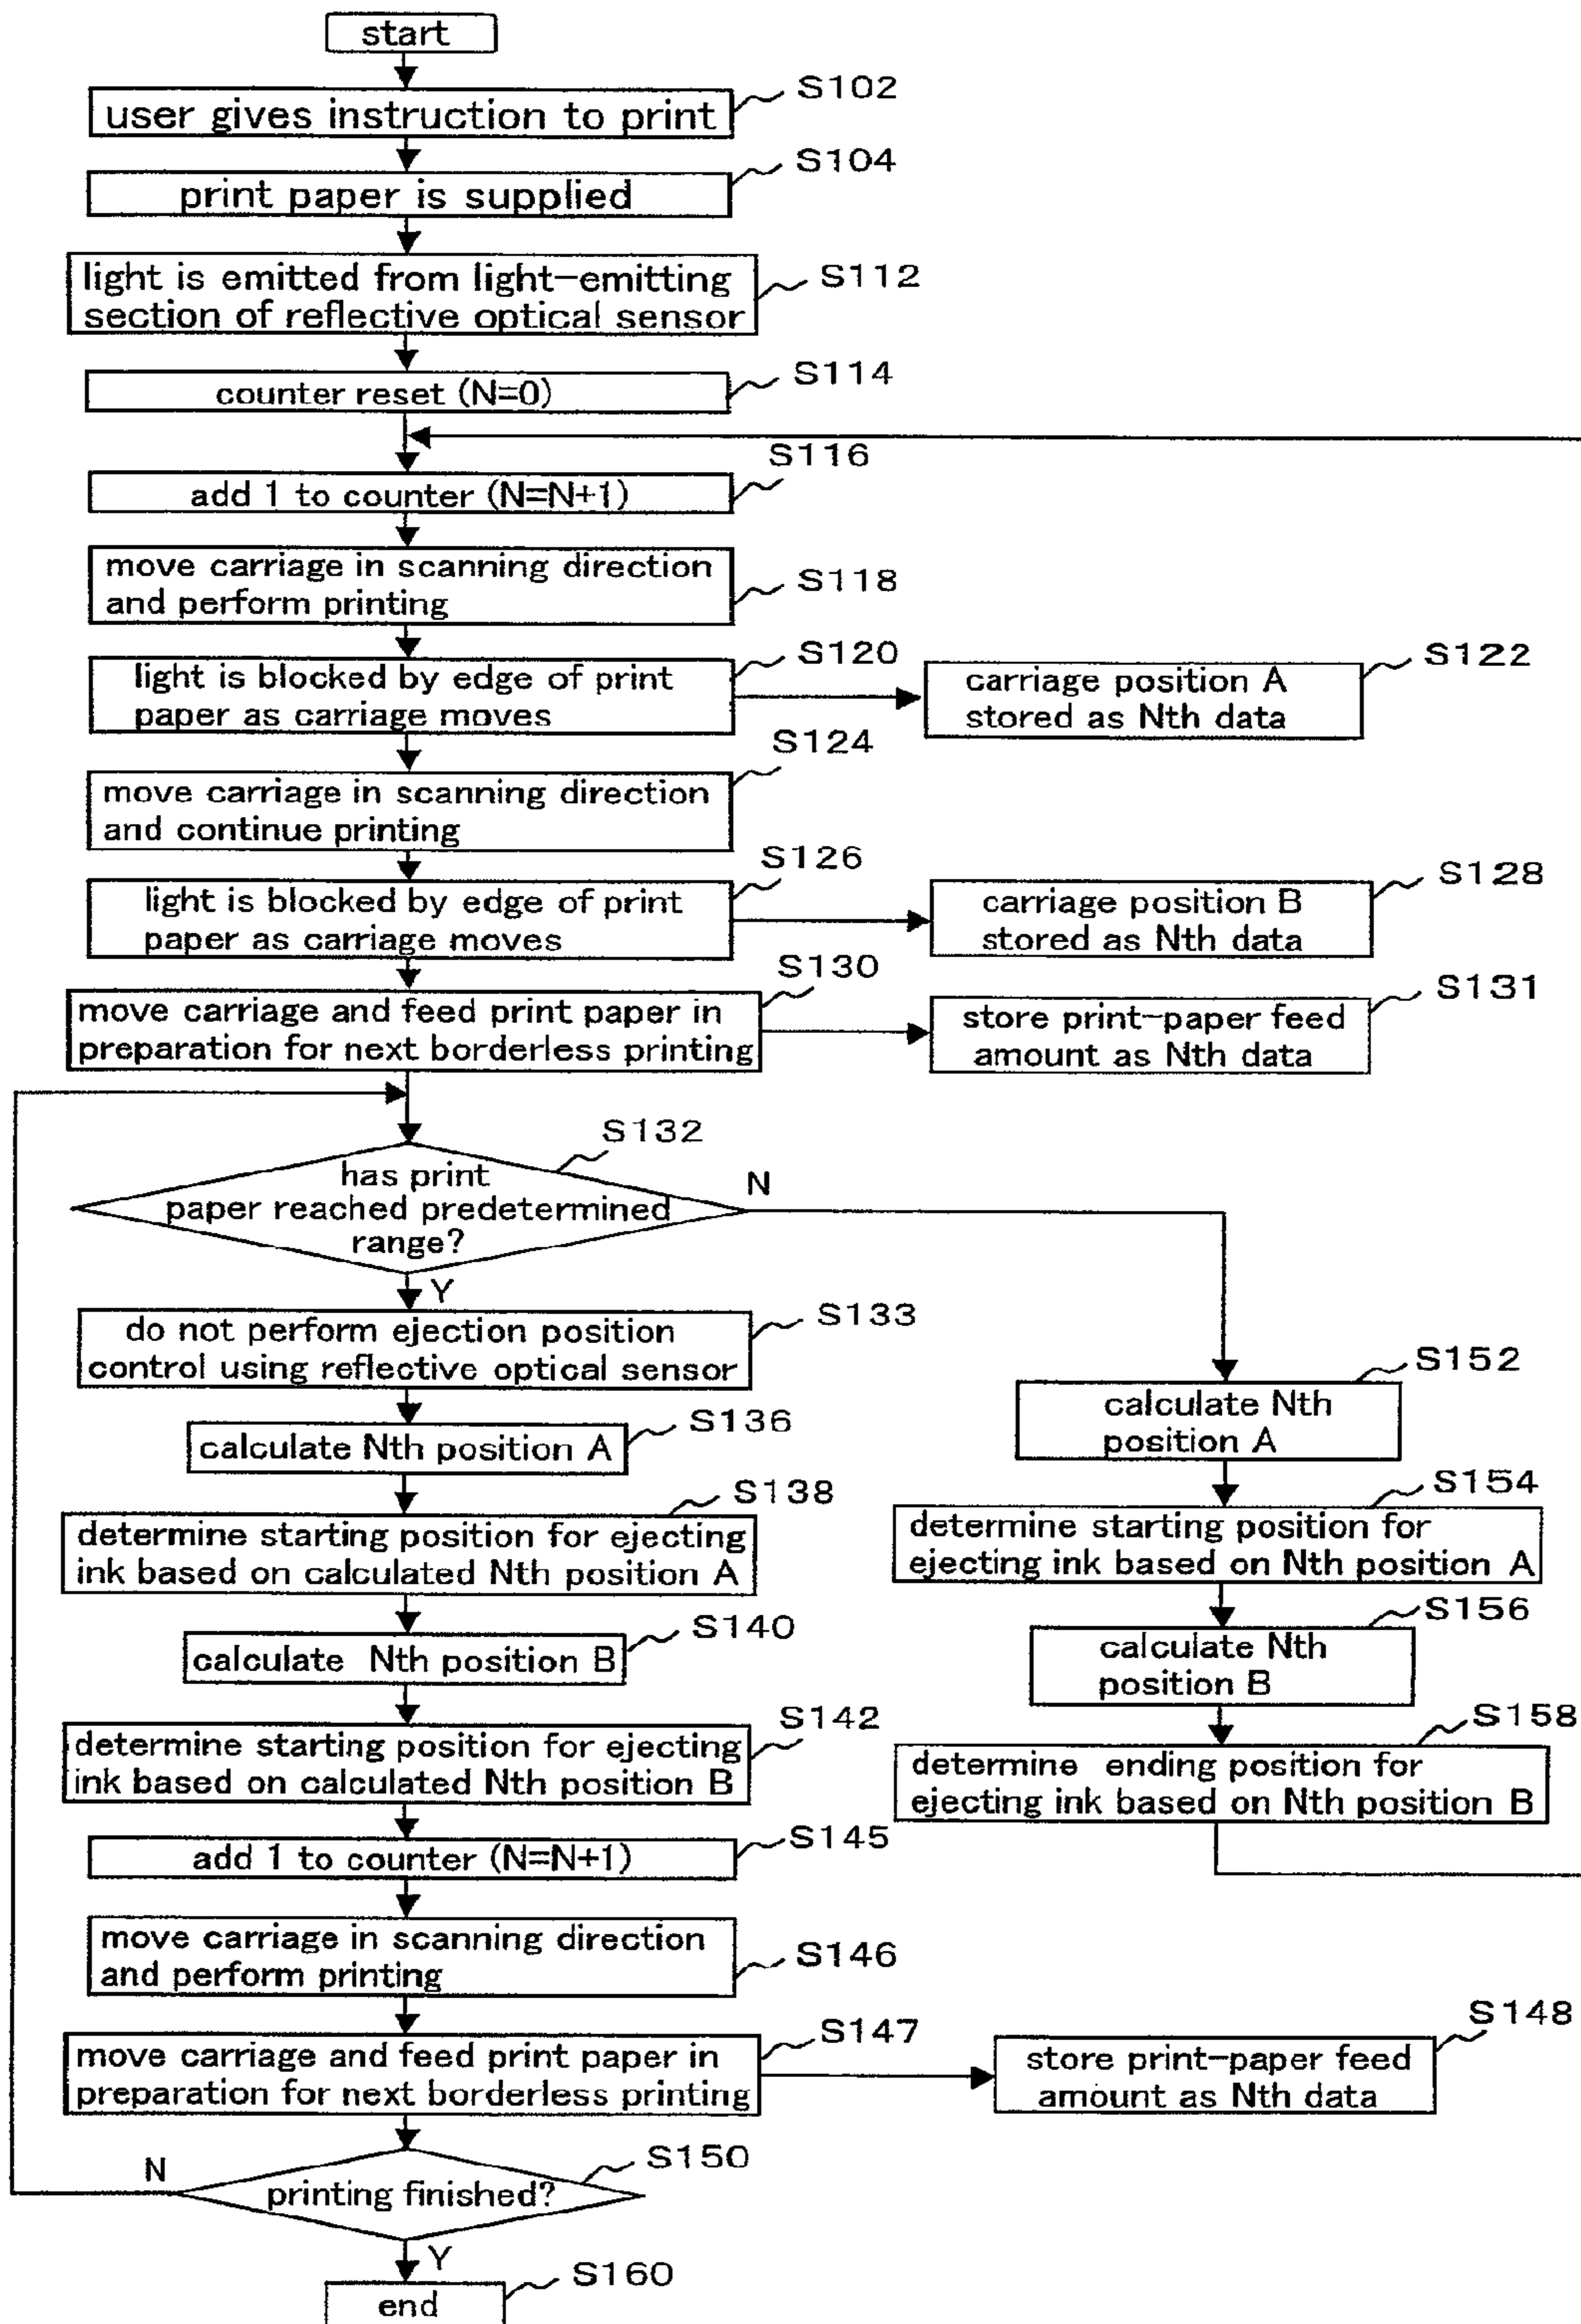 start
S102
user gives instruction to print
S104
print paper is supplied
S112
light is emitted from light-emitting
section of reflective optical sensor
S114
counter reset (N=0)
S116
add 1 to counter (N=N+1)
move carriage in scanning direction
and perform printing
S118
S120
light is blocked by edge of print
paper as carriage moves
S122
carriage position A
stored as Nth data
S124
move carriage in scanning direction
and continue printing
S126
light is blocked by edge of print
paper as carriage moves
S128
carriage position B
stored as Nth data
S130
move carriage and feed print paper in
preparation for next borderless printing
S131
store print-paper feed
amount as Nth data
S132
has print
paper reached predetermined
range?
N
Y
S133
do not perform ejection position
control using reflective optical sensor
S136
calculate Nth position A
S138
determine starting position for ejecting
ink based on calculated Nth position A
S140
calculate Nth position B
S142
determine starting position for ejecting
ink based on calculated Nth position B
S145
add 1 to counter (N=N+1)
move carriage in scanning direction
and perform printing
S146
S147
move carriage and feed print paper in
preparation for next borderless printing
S148
store print-paper feed
amount as Nth data
S150
printing finished?
N
Y
S160
end
S152
calculate Nth
position A
S154
determine starting position for
ejecting ink based on Nth position A
S156
calculate Nth
position B
S158
determine ending position for
ejecting ink based on Nth position B